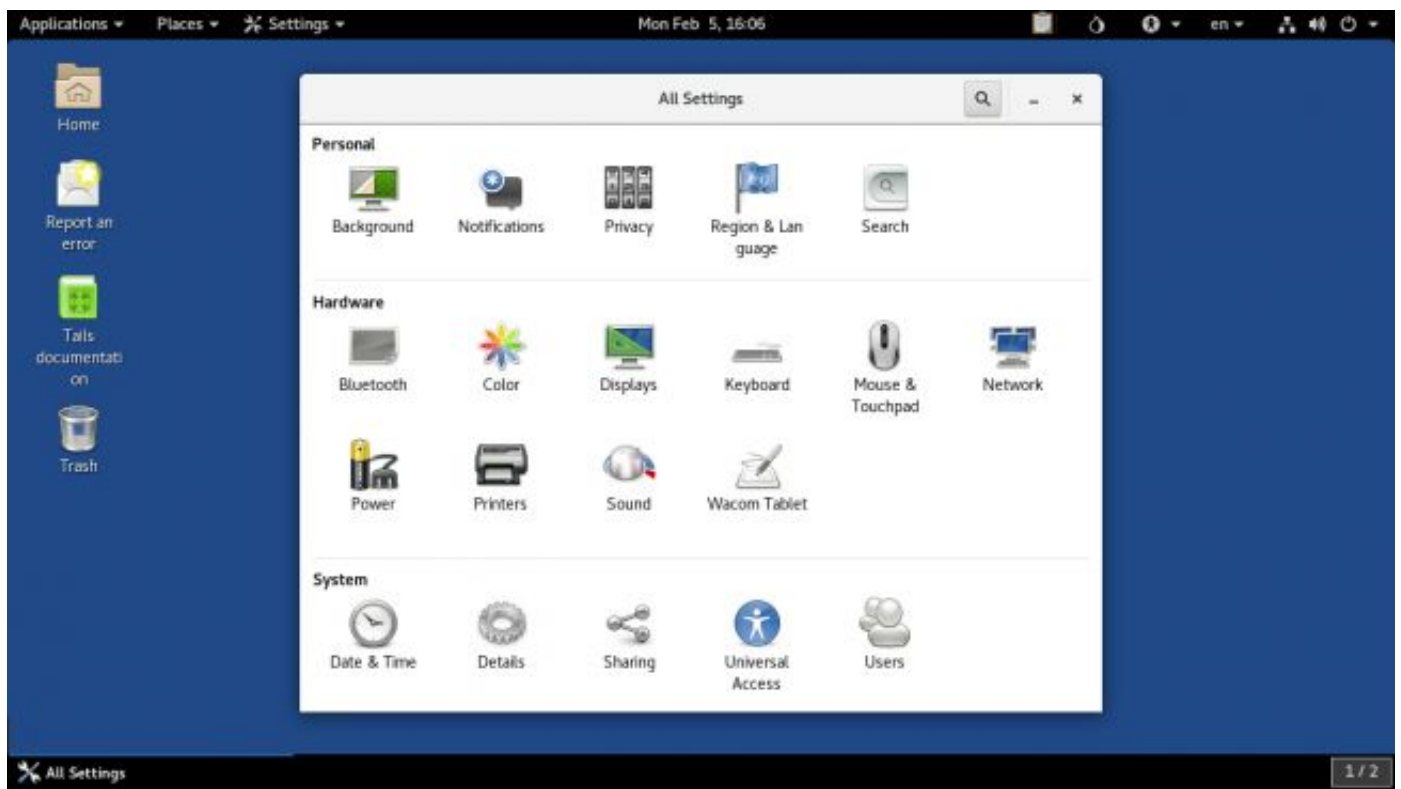 Applications Places Settings Mon Feb 5, 16:06 en
Home
Report an
error
Tails
documentati
on
Trash
All Settings
Personal
Background Notifications Privacy Region & Lan
guage Search
Hardware
Bluetooth Color Displays Keyboard Mouse &
Touchpad Network
Power Printers Sound Wacom Tablet
System
Date & Time Details Sharing Universal
Access Users
All Settings 1 / 2